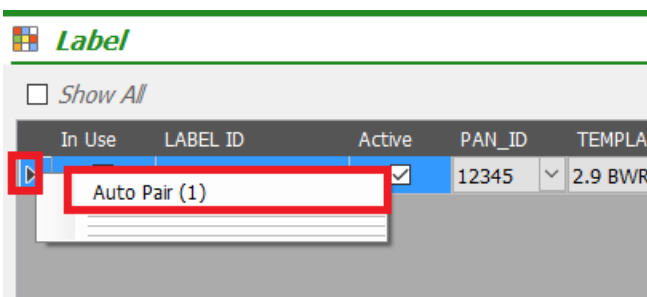 Label
Show All
In Use LABEL ID Active PAN_ID TEMPLA
12345 2.9 BWR
Auto Pair (1)